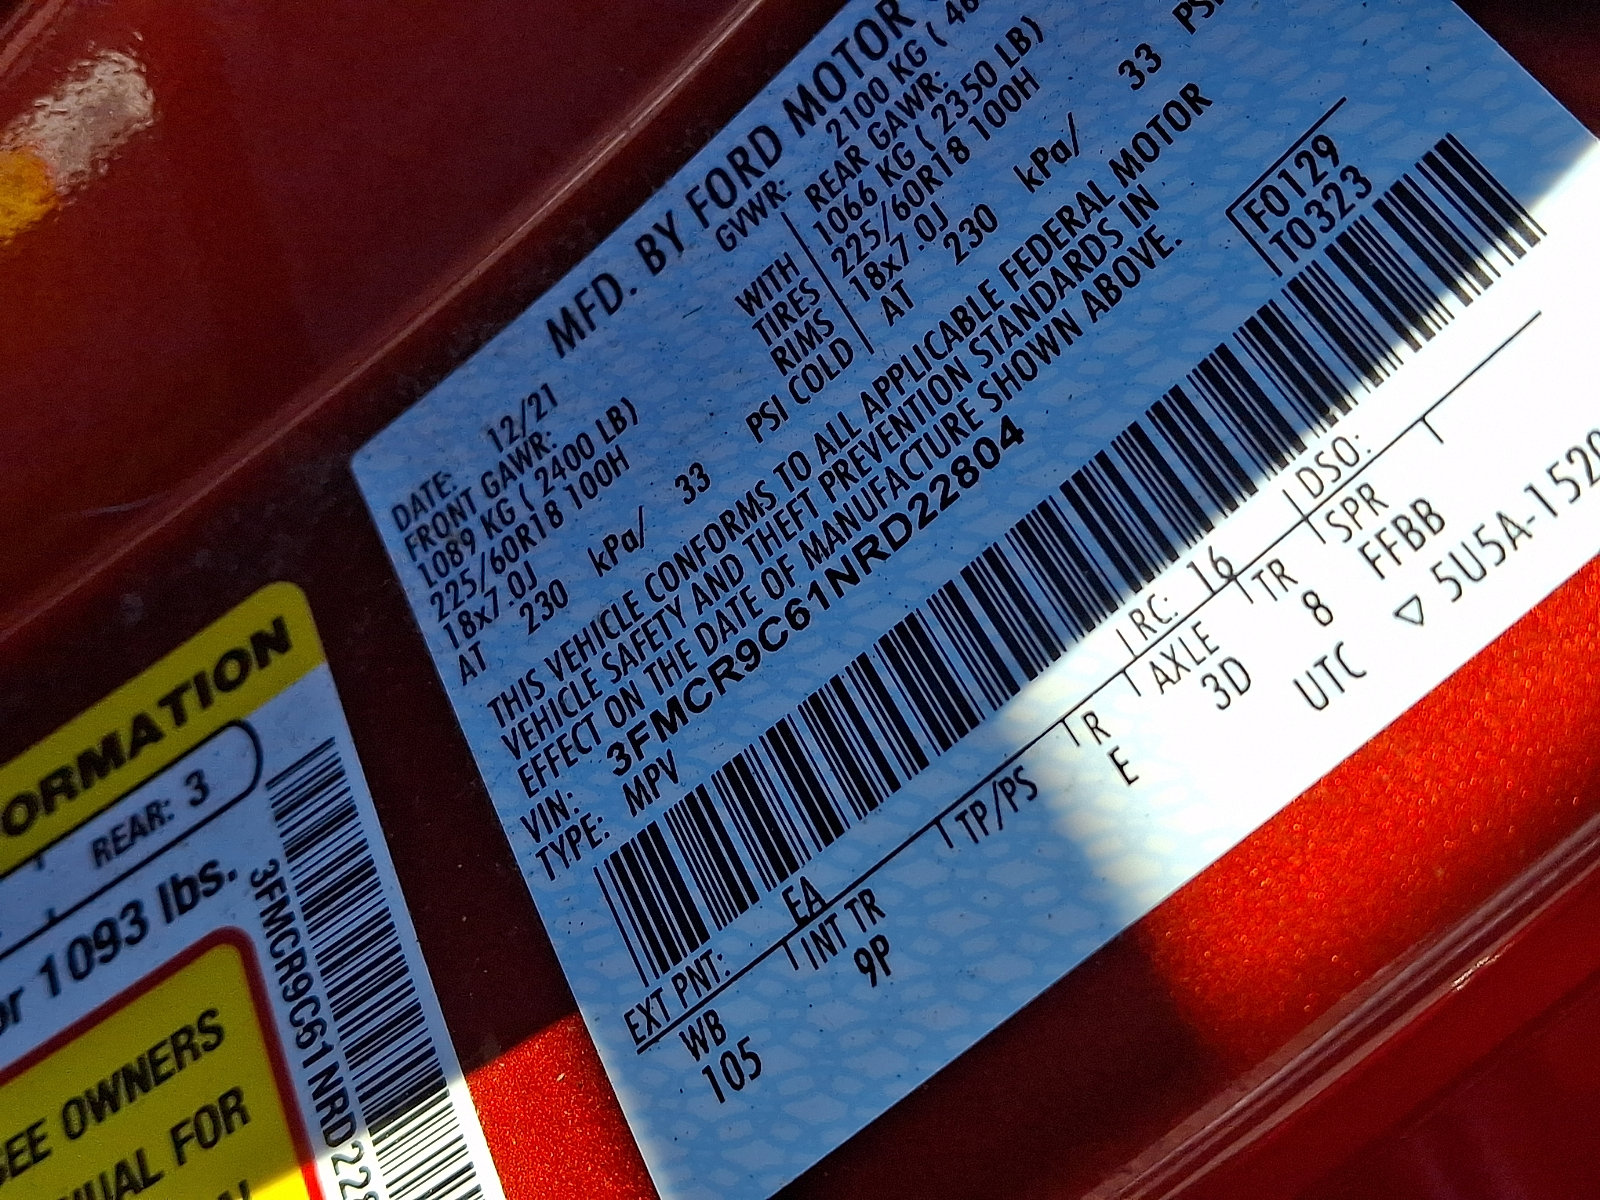 MFD. BY FORD MOTOR
DATE: 12/21
GVWR: 2100 KG (
FRONT GAWR:
1089 KG ( 2400 LB)
225/60R18 100H
18x7.0J
AT 230 kPa/ 33 PSI COLD
WITH
TIRES
RIMS
REAR GAWR:
1066 KG ( 2350 LB)
225/60R18 100H
18x7.0J
AT 230 kPa/ 33
THIS VEHICLE CONFORMS TO ALL APPLICABLE FEDERAL MOTOR
VEHICLE SAFETY AND THEFT PREVENTION STANDARDS IN
EFFECT ON THE DATE OF MANUFACTURE SHOWN ABOVE.
VIN: 3FMCR9C61NRD22804
TYPE: MPV
F0129
T0323
EXT PNT: EA RC: 16 DSO:
WB INT TR TP/PS R AXLE TR SPR
105 9P E 3D 8 FFBB
UTC
5U5A-1520
REAR: 3
1093 lbs.
3FMCR9C61NRD22
OWNERS
FOR